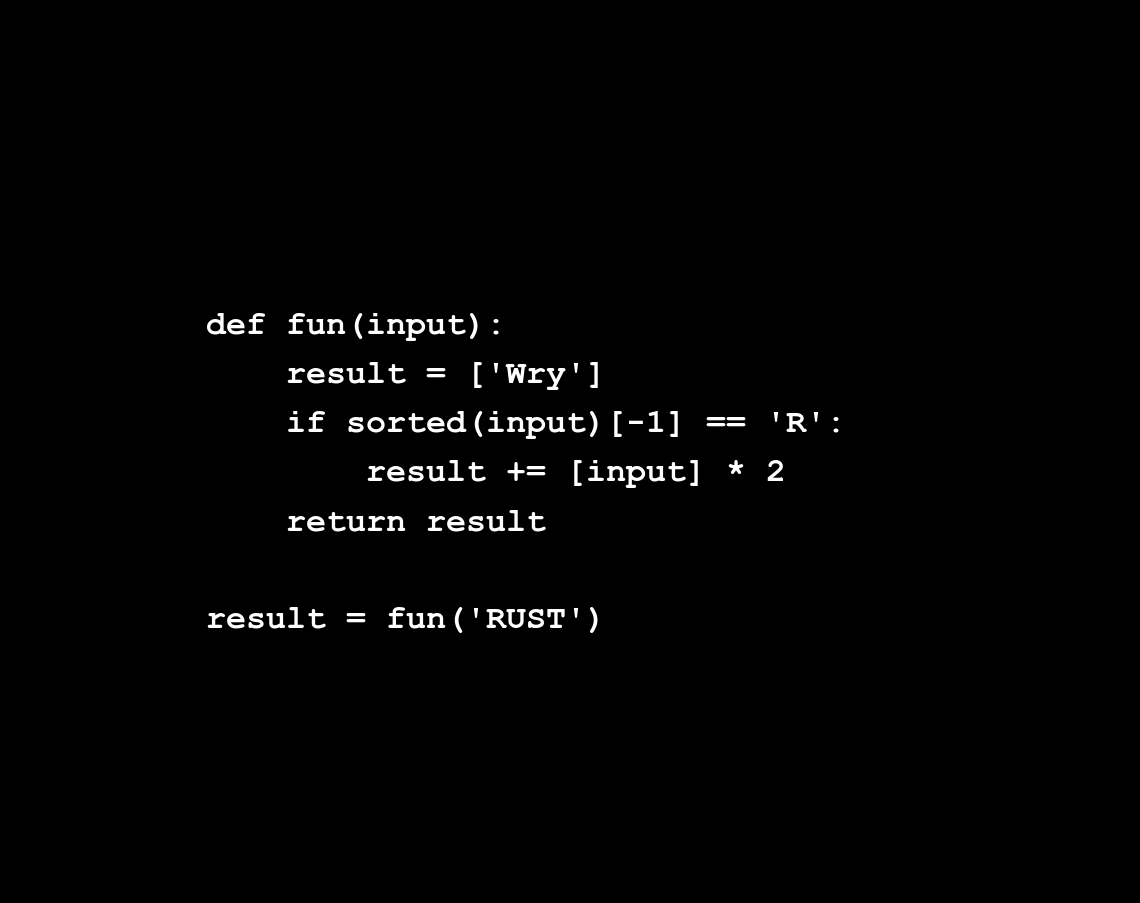 def fun(input):
    result = ['Wry']
    if sorted(input)[-1] == 'R':
        result += [input] * 2
    return result

result = fun('RUST')